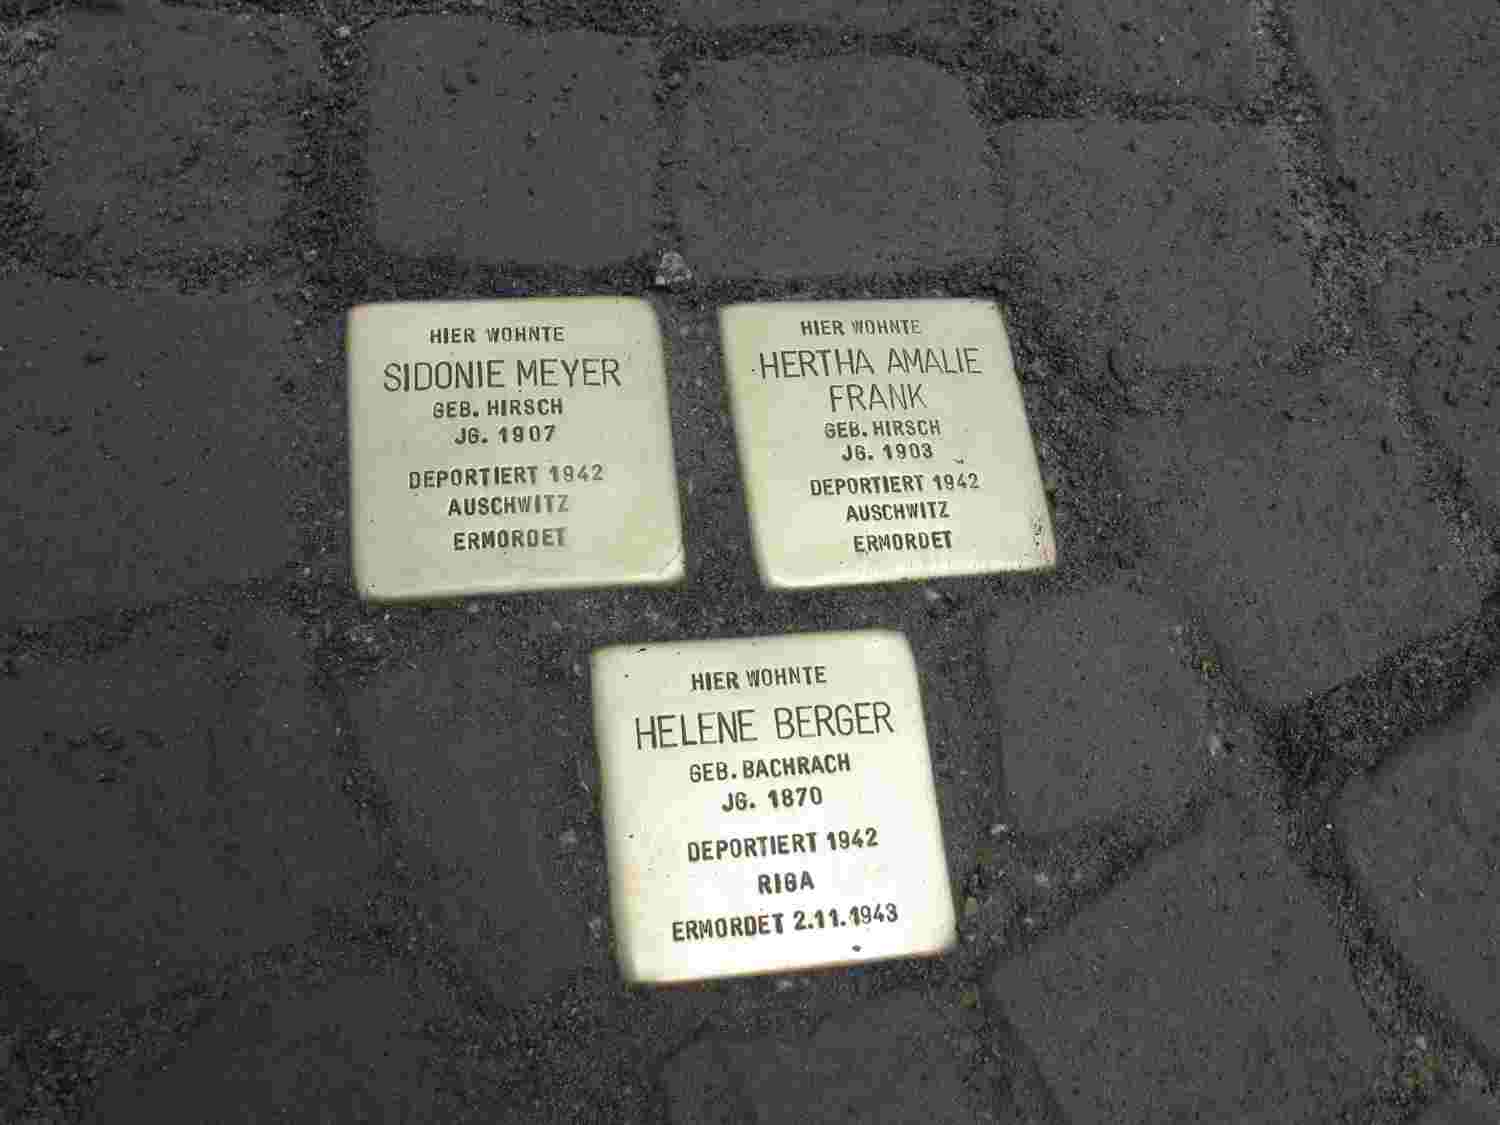 HIER WOHNTE
SIDONIE MEYER
GEB. HIRSCH
JG. 1907
DEPORTIERT 1942
AUSCHWITZ
ERMORDET
HIER WOHNTE
HERTHA AMALIE
FRANK
GEB. HIRSCH
JG. 1903
DEPORTIERT 1942
AUSCHWITZ
ERMORDET
HIER WOHNTE
HELENE BERGER
GEB. BACHRACH
JG. 1870
DEPORTIERT 1942
RIGA
ERMORDET 2.11.1943